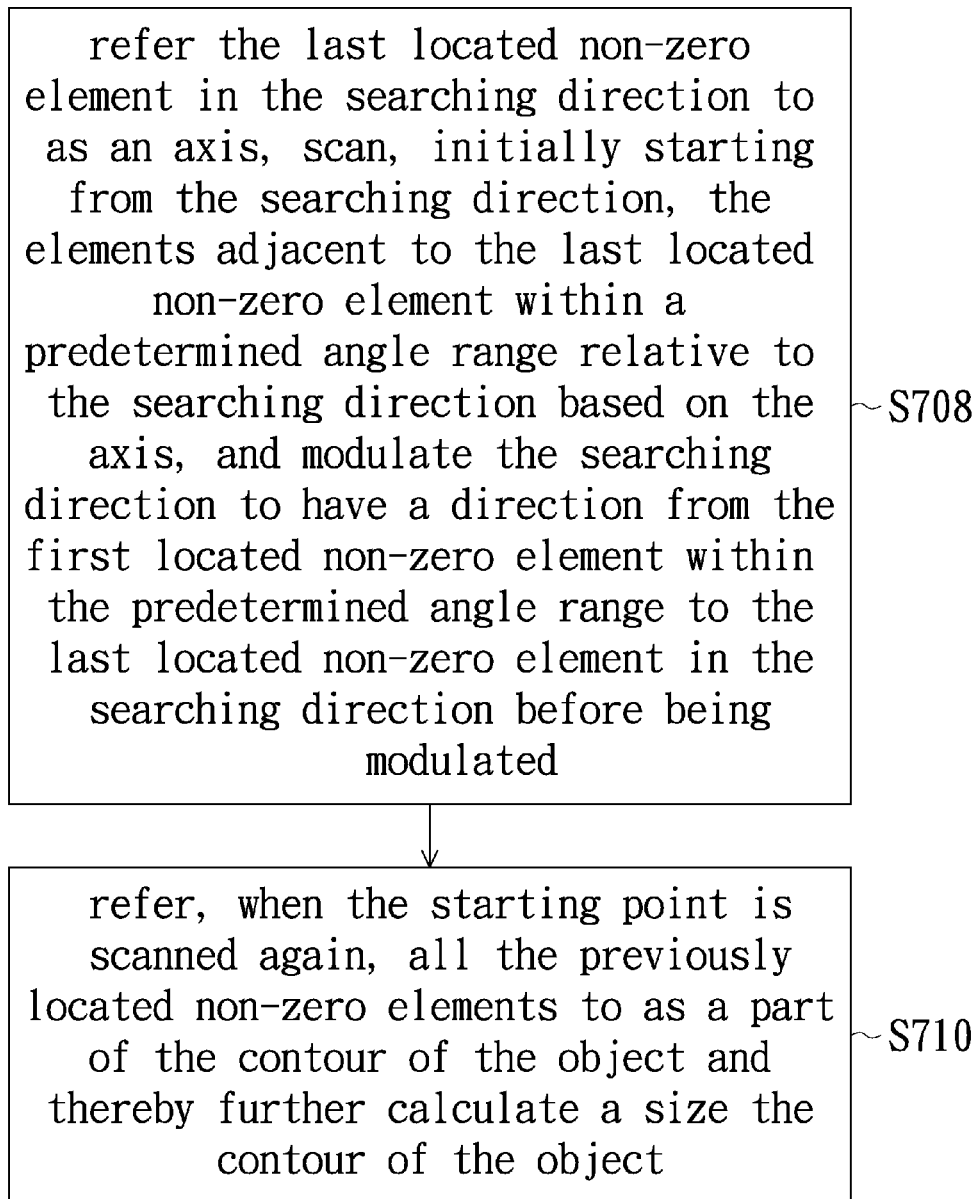 refer the last located non-zero
element in the searching direction to
as an axis, scan, initially starting
from the searching direction, the
elements adjacent to the last located
non-zero element within a
predetermined angle range relative to
the searching direction based on the
axis, and modulate the searching
direction to have a direction from the
first located non-zero element within
the predetermined angle range to the
last located non-zero element in the
searching direction before being
modulated
S708
refer, when the starting point is
scanned again, all the previously
located non-zero elements to as a part
of the contour of the object and
thereby further calculate a size the
contour of the object
S710